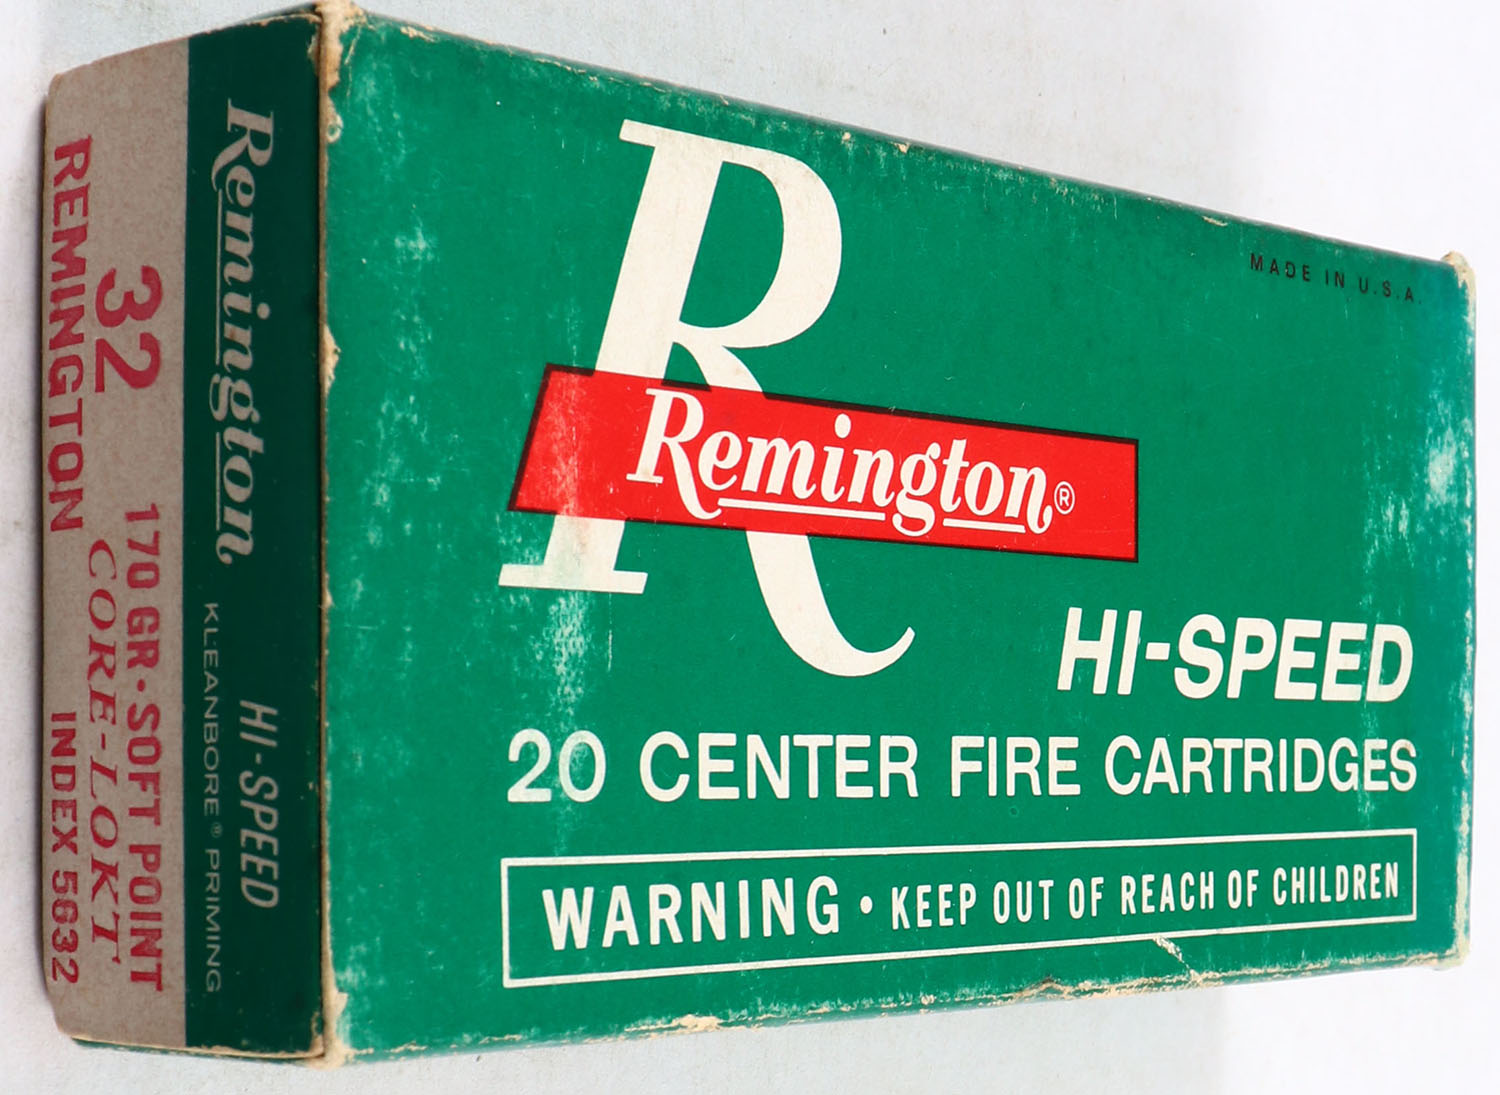 MADE IN U.S.A.
R
Remington®
HI-SPEED
20 CENTER FIRE CARTRIDGES
WARNING • KEEP OUT OF REACH OF CHILDREN
Remington HI-SPEED
KLEANBORE® PRIMING
32
REMINGTON
170 GR • SOFT POINT
CORE-LOKT
INDEX 5632